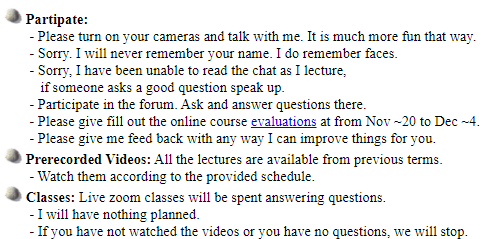 Partipate:
- Please turn on your cameras and talk with me. It is much more fun that way.
- Sorry. I will never remember your name. I do remember faces.
- Sorry, I have been unable to read the chat as I lecture,
if someone asks a good question speak up.
- Participate in the forum. Ask and answer questions there.
- Please give fill out the online course evaluations at from Nov ~20 to Dec ~4.
- Please give me feed back with any way I can improve things for you.
Prerecorded Videos: All the lectures are available from previous terms.
- Watch them according to the provided schedule.
Classes: Live zoom classes will be spent answering questions.
- I will have nothing planned.
- If you have not watched the videos or you have no questions, we will stop.